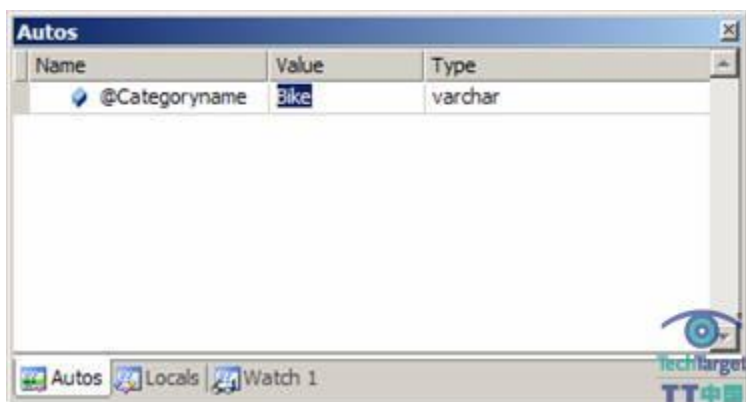 Autos
Name Value Type
@Categoryname Bike varchar
Autos Locals Watch 1
TechTarget
TT中国